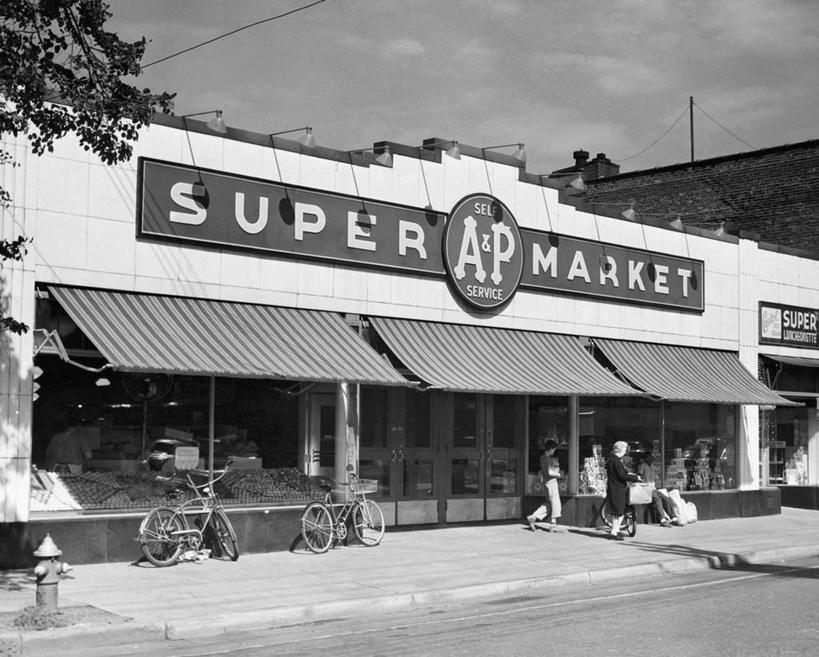 SUPER
SELF
A&P
SERVICE
MARKET
SUPER
LUNCHEONETTE